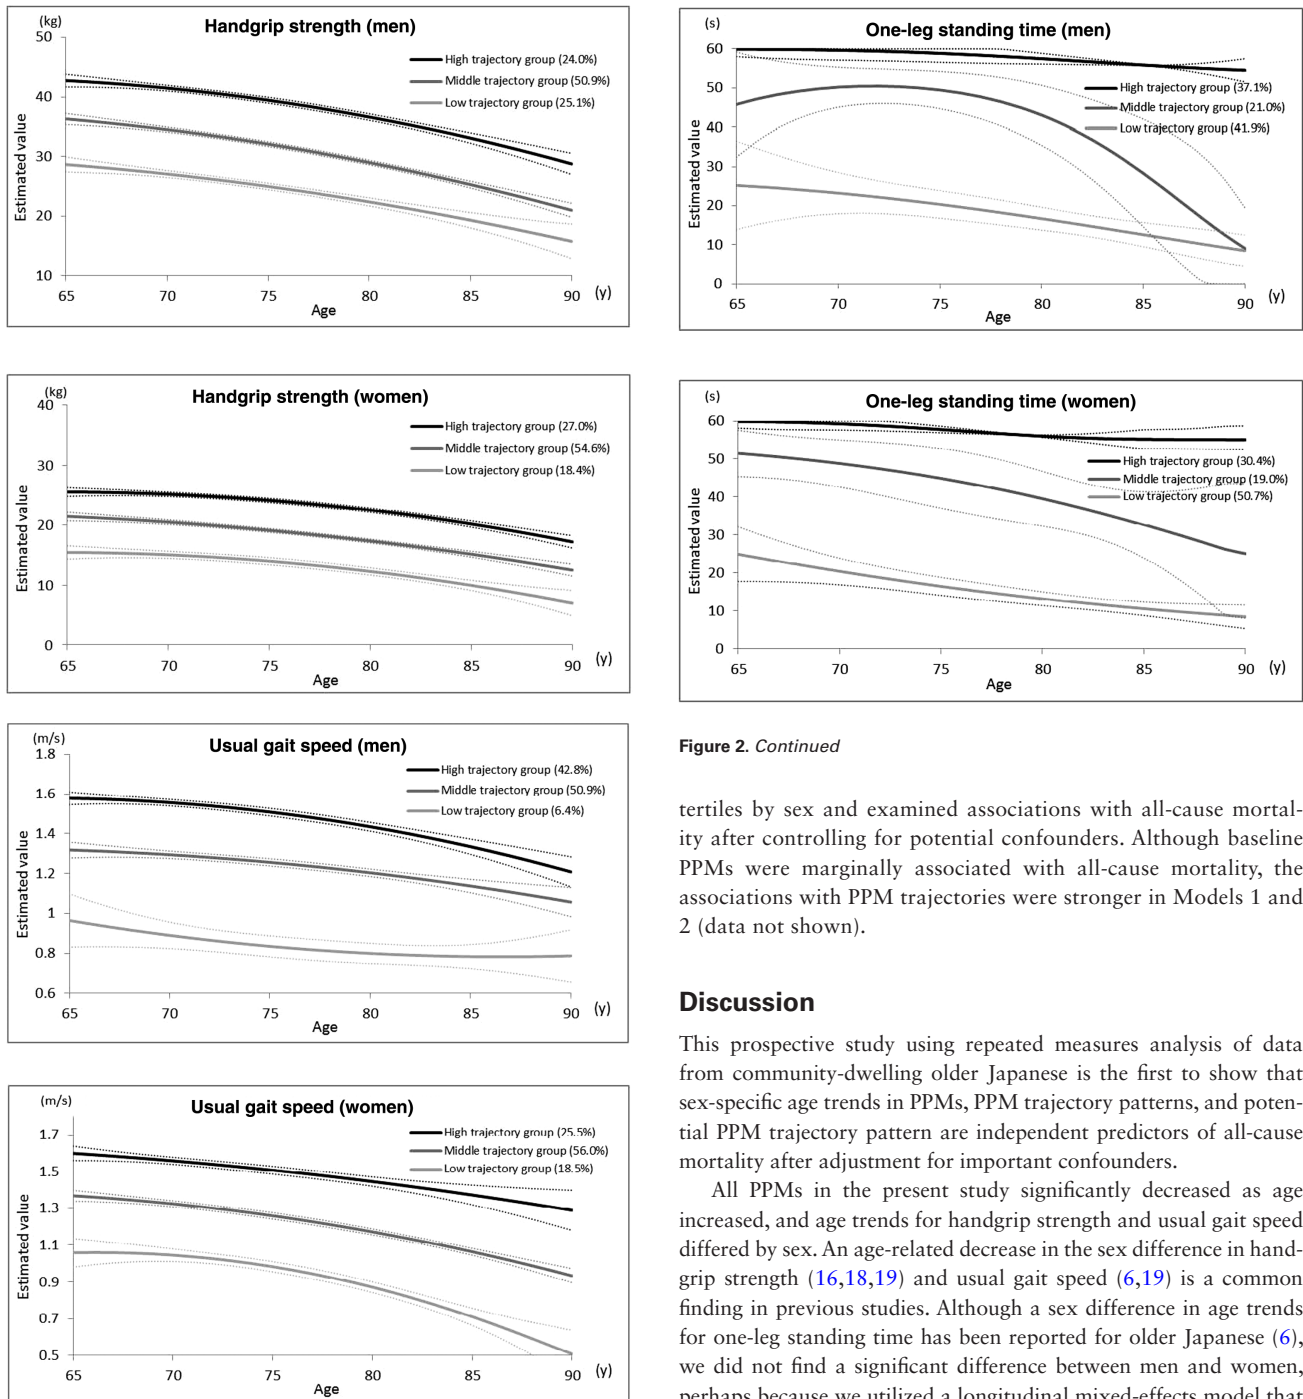 Handgrip strength (men)
(kg)
50
40
30
20
10
Estimated value
High trajectory group (24.0%)
Middle trajectory group (50.9%)
Low trajectory group (25.1%)
65 70 75 80 85 90 (y)
Age
Handgrip strength (women)
(kg)
40
30
20
10
0
Estimated value
High trajectory group (27.0%)
Middle trajectory group (54.6%)
Low trajectory group (18.4%)
65 70 75 80 85 90 (y)
Age
Usual gait speed (men)
(m/s)
1.8
1.6
1.4
1.2
1
0.8
0.6
Estimated value
High trajectory group (42.8%)
Middle trajectory group (50.9%)
Low trajectory group (6.4%)
65 70 75 80 85 90 (y)
Age
Usual gait speed (women)
(m/s)
1.7
1.5
1.3
1.1
0.9
0.7
0.5
Estimated value
High trajectory group (25.5%)
Middle trajectory group (56.0%)
Low trajectory group (18.5%)
65 70 75 80 85 90 (y)
Age
One-leg standing time (men)
(s)
60
50
40
30
20
10
0
Estimated value
High trajectory group (37.1%)
Middle trajectory group (21.0%)
Low trajectory group (41.9%)
65 70 75 80 85 90 (y)
Age
One-leg standing time (women)
(s)
60
50
40
30
20
10
0
Estimated value
High trajectory group (30.4%)
Middle trajectory group (19.0%)
Low trajectory group (50.7%)
65 70 75 80 85 90 (y)
Age
Figure 2. Continued
tertiles by sex and examined associations with all-cause mortal-
ity after controlling for potential confounders. Although baseline
PPMs were marginally associated with all-cause mortality, the
associations with PPM trajectories were stronger in Models 1 and
2 (data not shown).
Discussion
This prospective study using repeated measures analysis of data
from community-dwelling older Japanese is the first to show that
sex-specific age trends in PPMs, PPM trajectory patterns, and poten-
tial PPM trajectory pattern are independent predictors of all-cause
mortality after adjustment for important confounders.
All PPMs in the present study significantly decreased as age
increased, and age trends for handgrip strength and usual gait speed
differed by sex. An age-related decrease in the sex difference in hand-
grip strength (16,18,19) and usual gait speed (6,19) is a common
finding in previous studies. Although a sex difference in age trends
for one-leg standing time has been reported for older Japanese (6),
we did not find a significant difference between men and women,
perhaps because we utilized a longitudinal mixed-effects model that